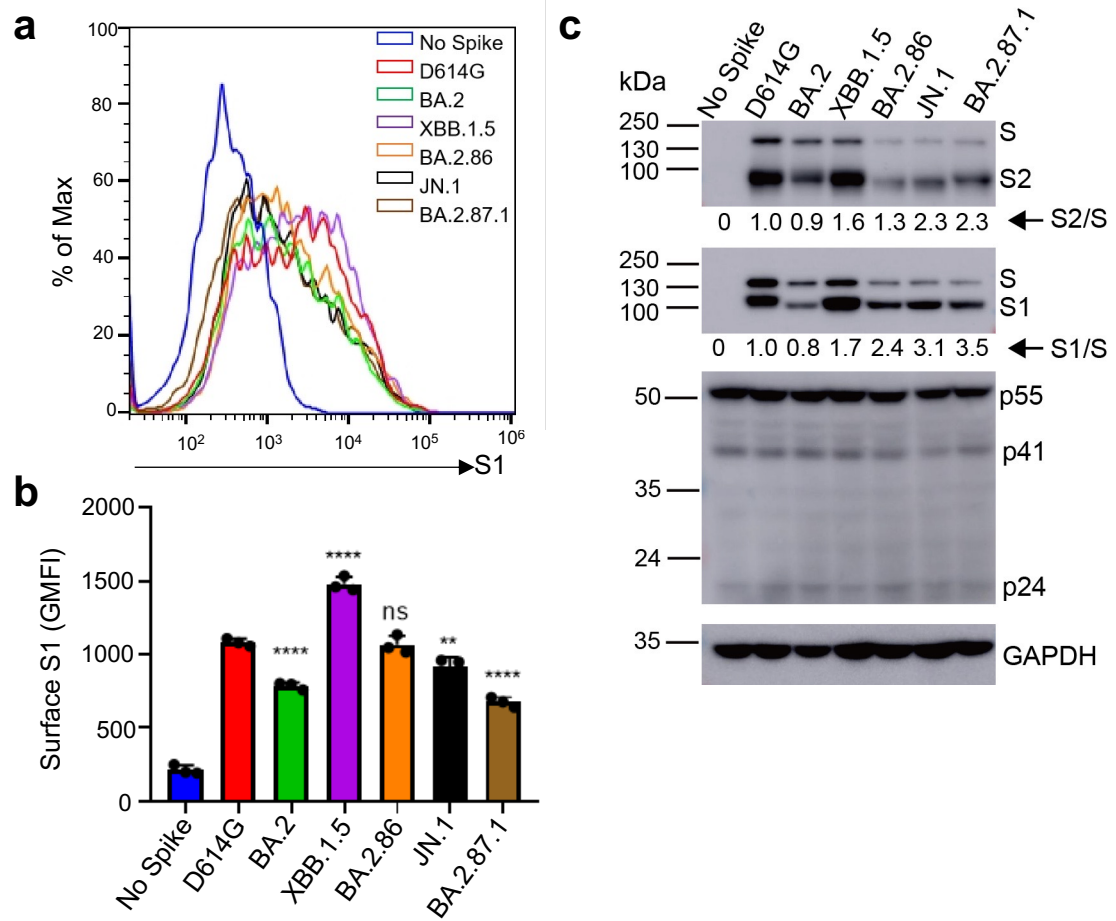 a
% of Max
100
80
60
40
20
0
10²
10³
10⁴
10⁵
10⁶
S1
No Spike
D614G
BA.2
XBB.1.5
BA.2.86
JN.1
BA.2.87.1
b
Surface S1 (GMFI)
2000
1500
1000
500
0
****
****
ns
**
****
No Spike
D614G
BA.2
XBB.1.5
BA.2.86
JN.1
BA.2.87.1
c
kDa
No Spike
D614G
BA.2
XBB.1.5
BA.2.86
JN.1
BA.2.87.1
250
130
100
S
S2
0 1.0 0.9 1.6 1.3 2.3 2.3 ← S2/S
250
130
100
S
S1
0 1.0 0.8 1.7 2.4 3.1 3.5 ← S1/S
50
35
24
p55
p41
p24
35
GAPDH